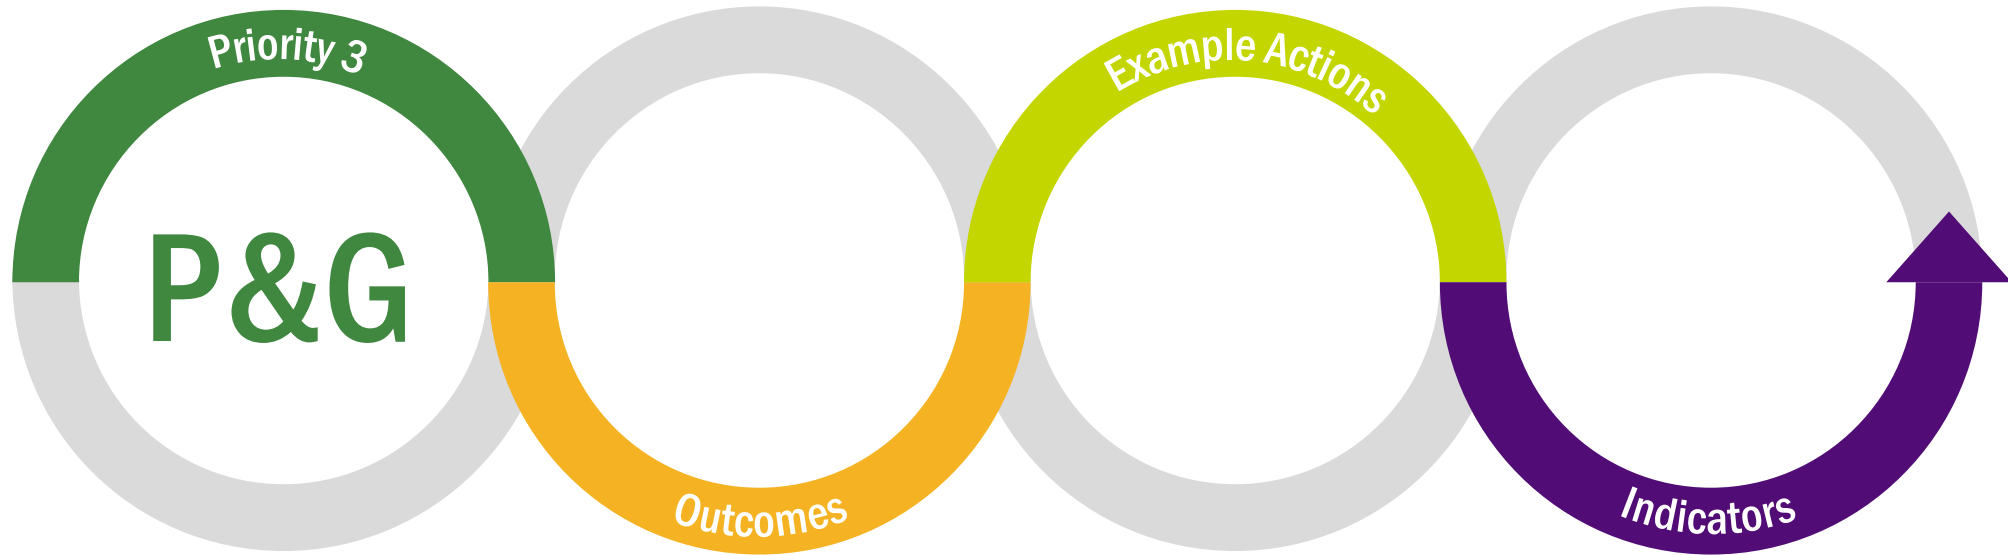 Priority 3
P&G
Outcomes
Example Actions
Indicators